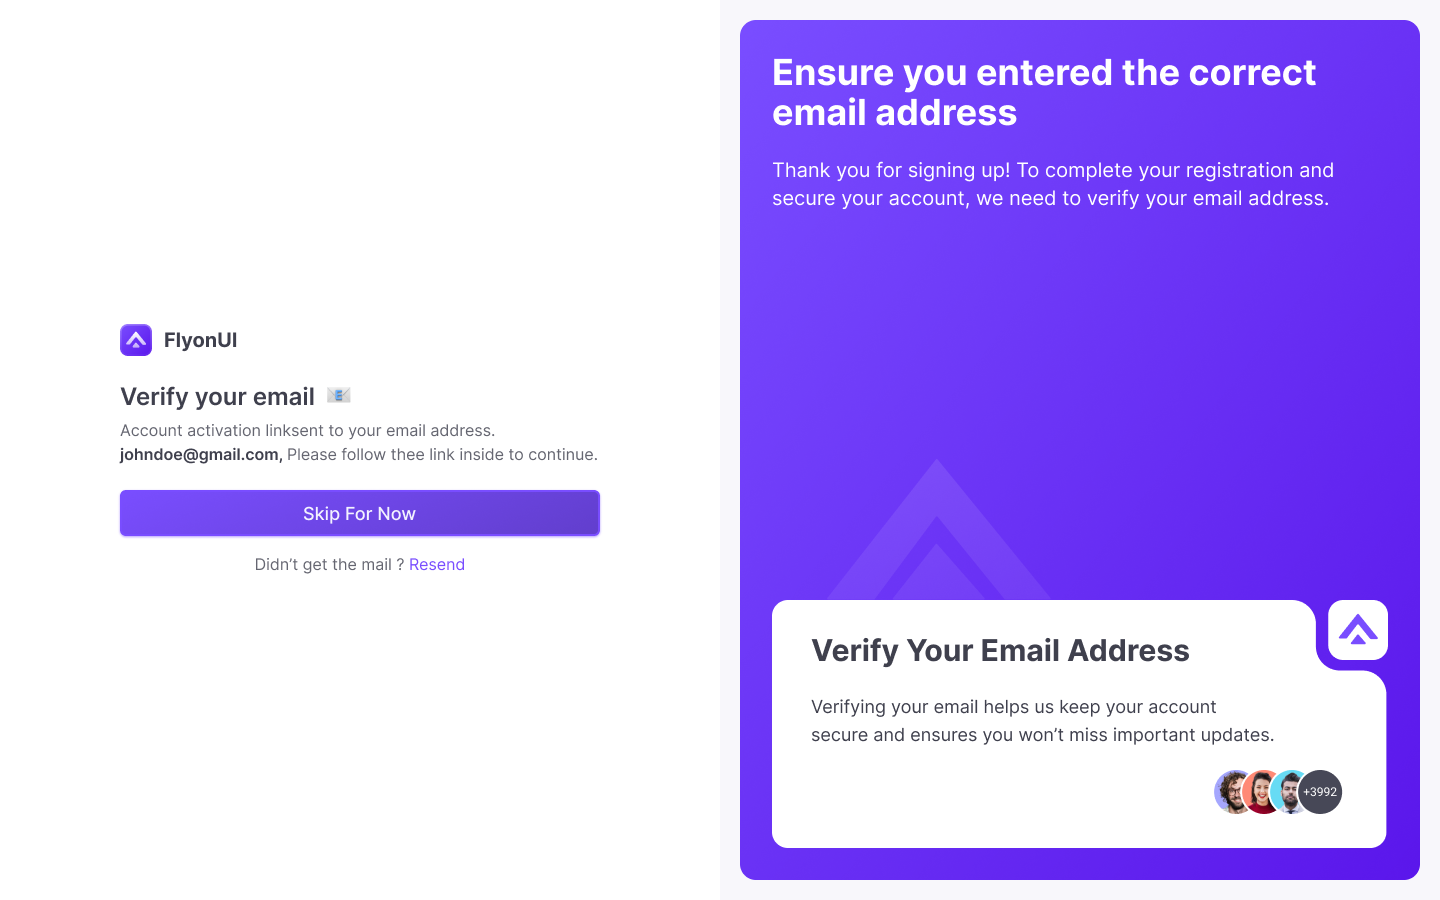 FlyonUI
Verify your email 📧
Account activation linksent to your email address.
johndoe@gmail.com, Please follow thee link inside to continue.
Skip For Now
Didn’t get the mail ? Resend
Ensure you entered the correct
email address
Thank you for signing up! To complete your registration and
secure your account, we need to verify your email address.
Verify Your Email Address
Verifying your email helps us keep your account
secure and ensures you won’t miss important updates.
+3992